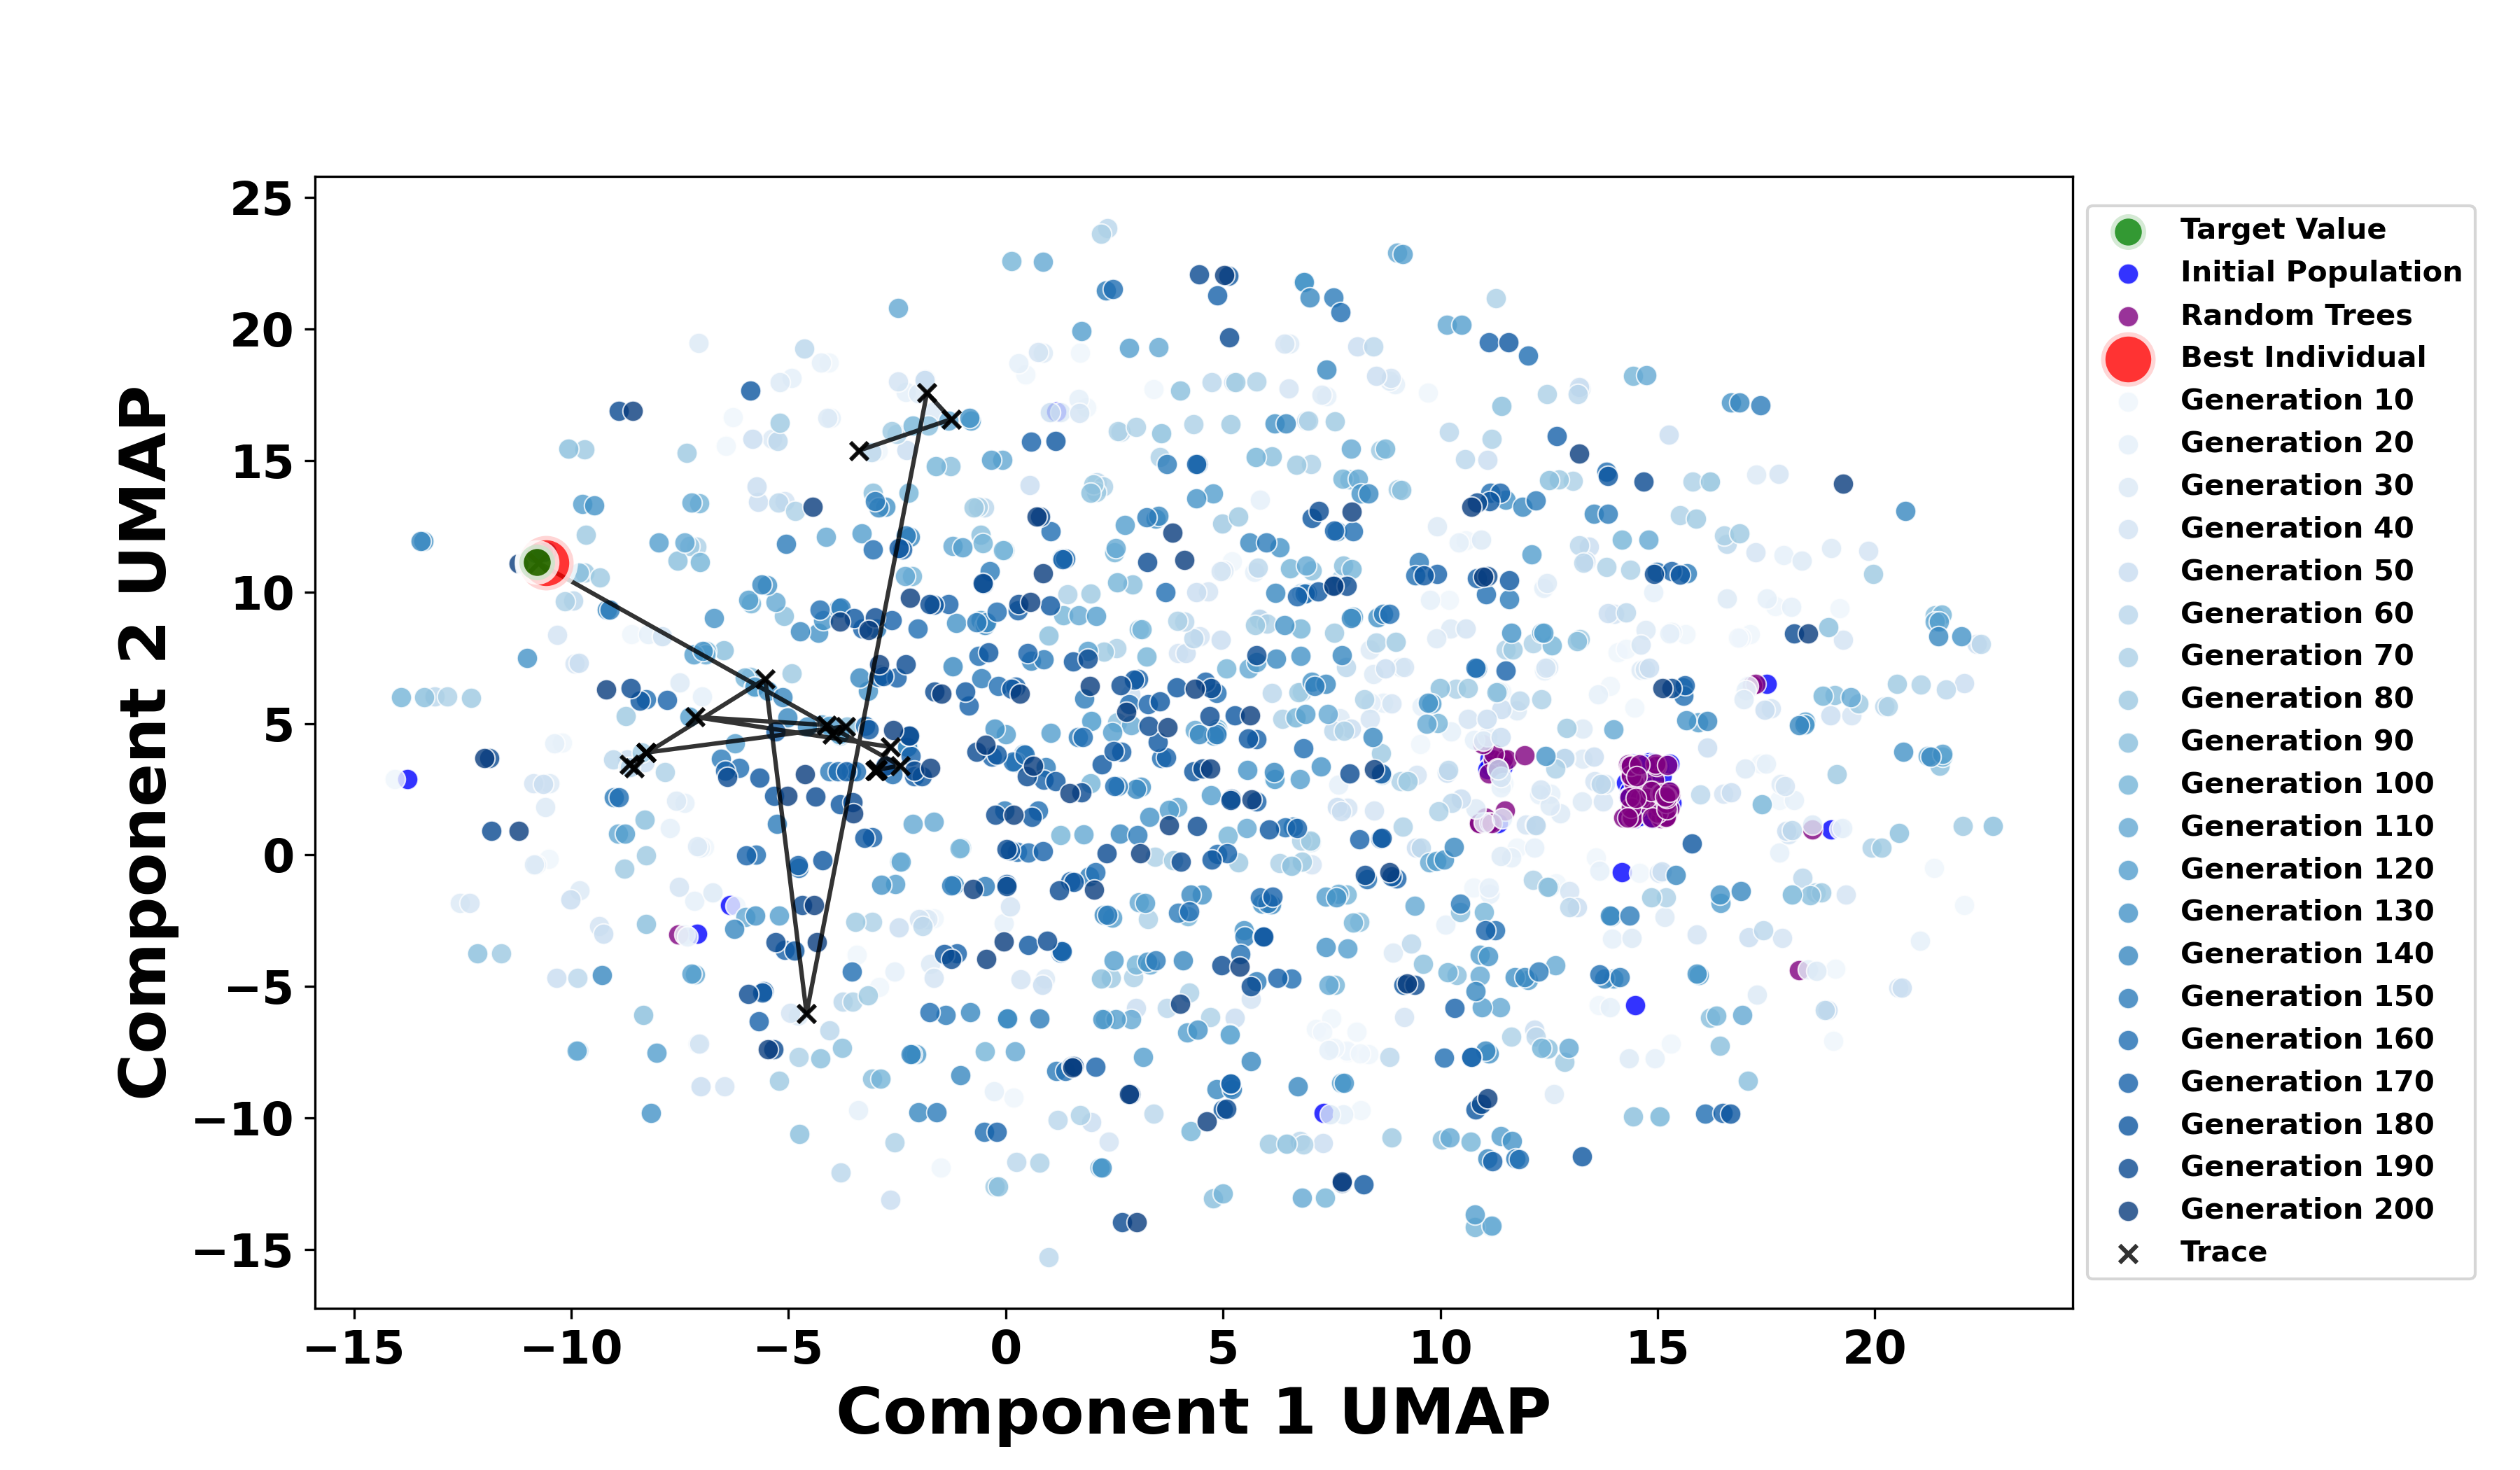 25
20
15
10
5
0
−5
−10
−15
Component 2 UMAP
−15
−10
−5
0
5
10
15
20
Component 1 UMAP
Target Value
Initial Population
Random Trees
Best Individual
Generation 10
Generation 20
Generation 30
Generation 40
Generation 50
Generation 60
Generation 70
Generation 80
Generation 90
Generation 100
Generation 110
Generation 120
Generation 130
Generation 140
Generation 150
Generation 160
Generation 170
Generation 180
Generation 190
Generation 200
Trace